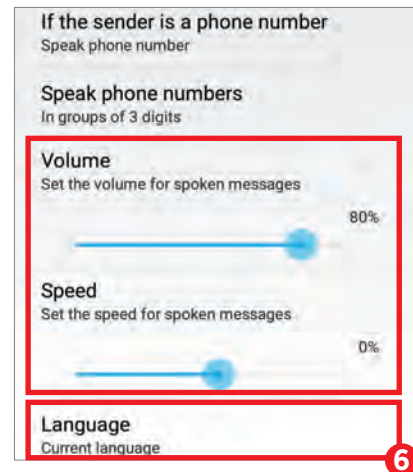 If the sender is a phone number
Speak phone number
Speak phone numbers
In groups of 3 digits
Volume
Set the volume for spoken messages
80%
Speed
Set the speed for spoken messages
0%
Language
Current language
6